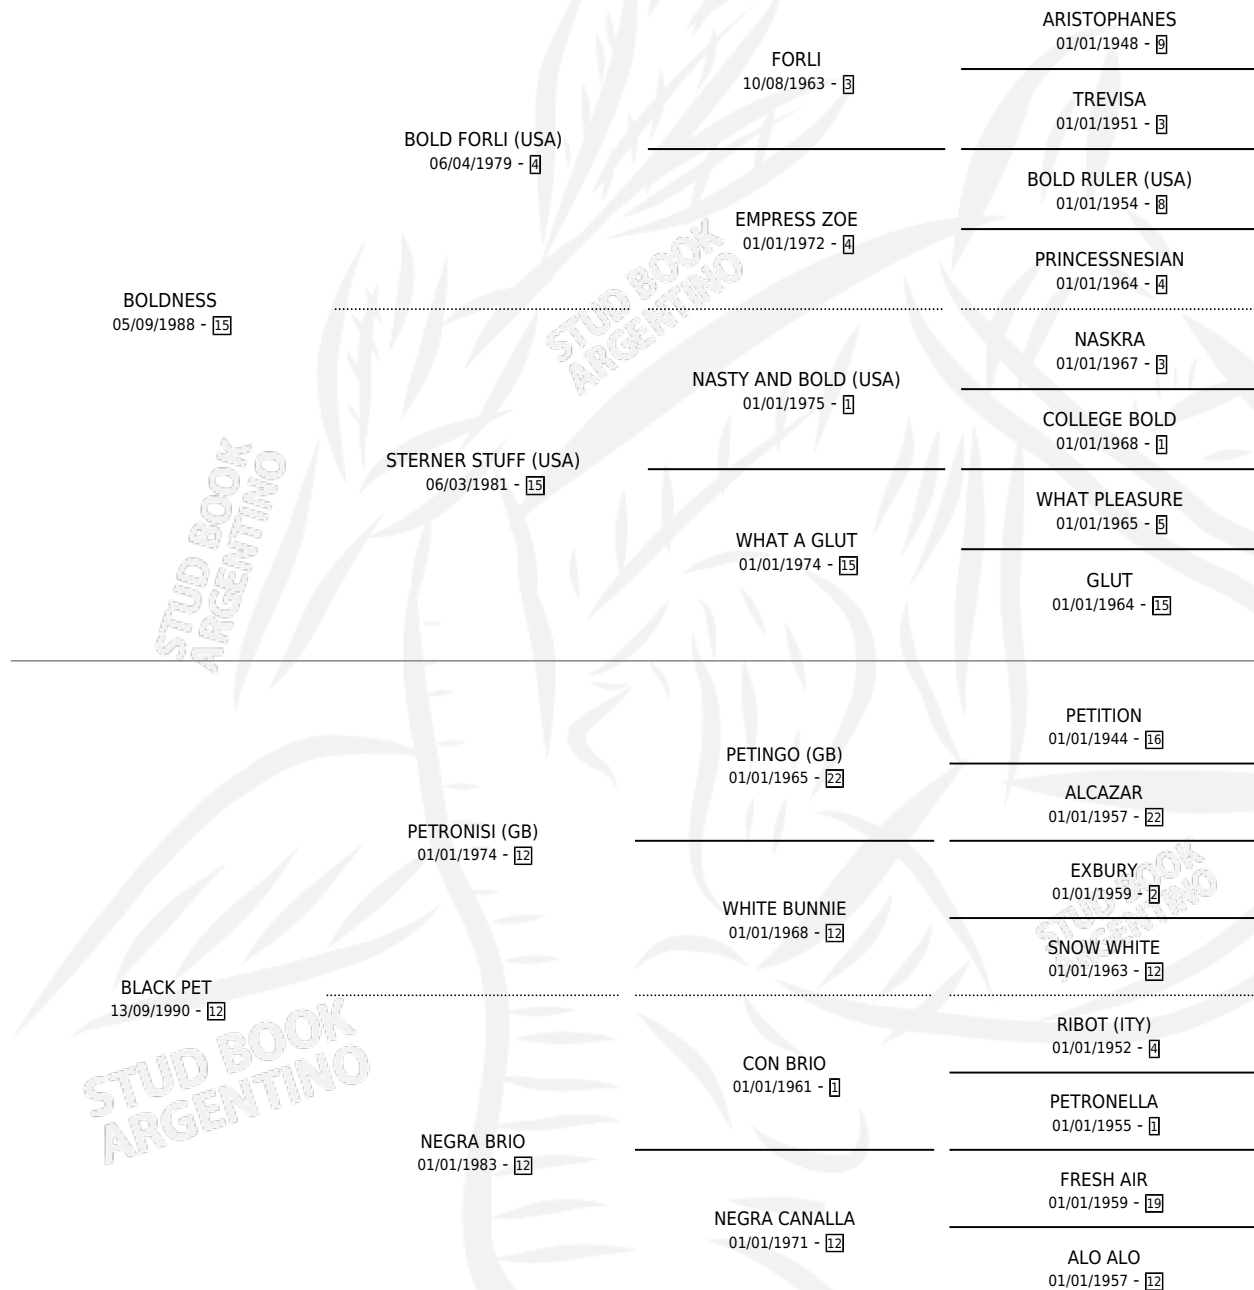 ARISTOPHANES
01/01/1948 - 9
FORLI
10/08/1963 - 3
TREVISA
01/01/1951 - 3
BOLD FORLI (USA)
06/04/1979 - 4
BOLD RULER (USA)
01/01/1954 - 8
EMPRESS ZOE
01/01/1972 - 4
PRINCESSNESIAN
01/01/1964 - 4
BOLDNESS
05/09/1988 - 15
STUD BOOK
ARGENTINO
NASKRA
01/01/1967 - 3
NASTY AND BOLD (USA)
01/01/1975 - 1
COLLEGE BOLD
01/01/1968 - 1
STERNER STUFF (USA)
06/03/1981 - 15
WHAT PLEASURE
01/01/1965 - 5
WHAT A GLUT
01/01/1974 - 15
GLUT
01/01/1964 - 15
STUD BOOK
ARGENTINO
PETITION
01/01/1944 - 16
PETINGO (GB)
01/01/1965 - 22
ALCAZAR
01/01/1957 - 22
PETRONISI (GB)
01/01/1974 - 12
EXBURY
01/01/1959 - 2
WHITE BUNNIE
01/01/1968 - 12
SNOW WHITE
01/01/1963 - 12
STUD BOOK
ARGENTINO
BLACK PET
13/09/1990 - 12
RIBOT (ITY)
01/01/1952 - 4
CON BRIO
01/01/1961 - 1
PETRONELLA
01/01/1955 - 1
STUD BOOK
ARGENTINO
NEGRA BRIO
01/01/1983 - 12
FRESH AIR
01/01/1959 - 19
NEGRA CANALLA
01/01/1971 - 12
ALO ALO
01/01/1957 - 12